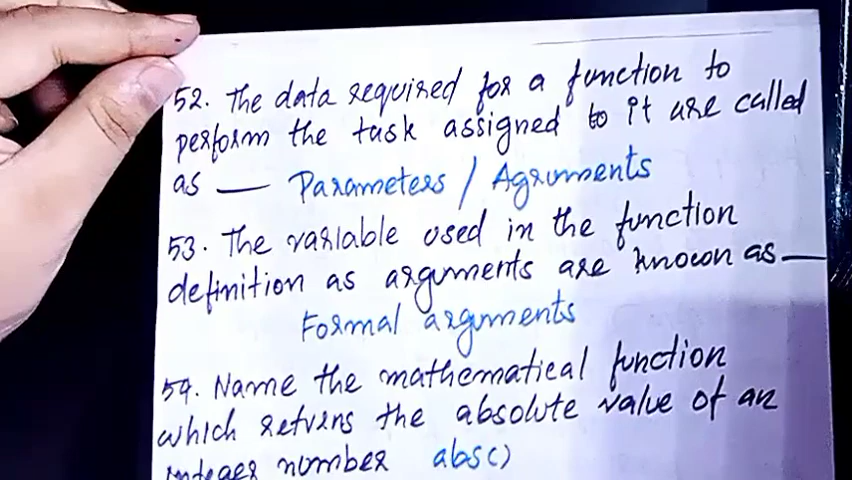 52. The data required for a function to
perform the task assigned to it are called
as — Parameters / Agruments
53. The variable used in the function
definition as arguments are known as —
Formal arguments
54. Name the mathematical function
which returns the absolute value of an
integer number abs()